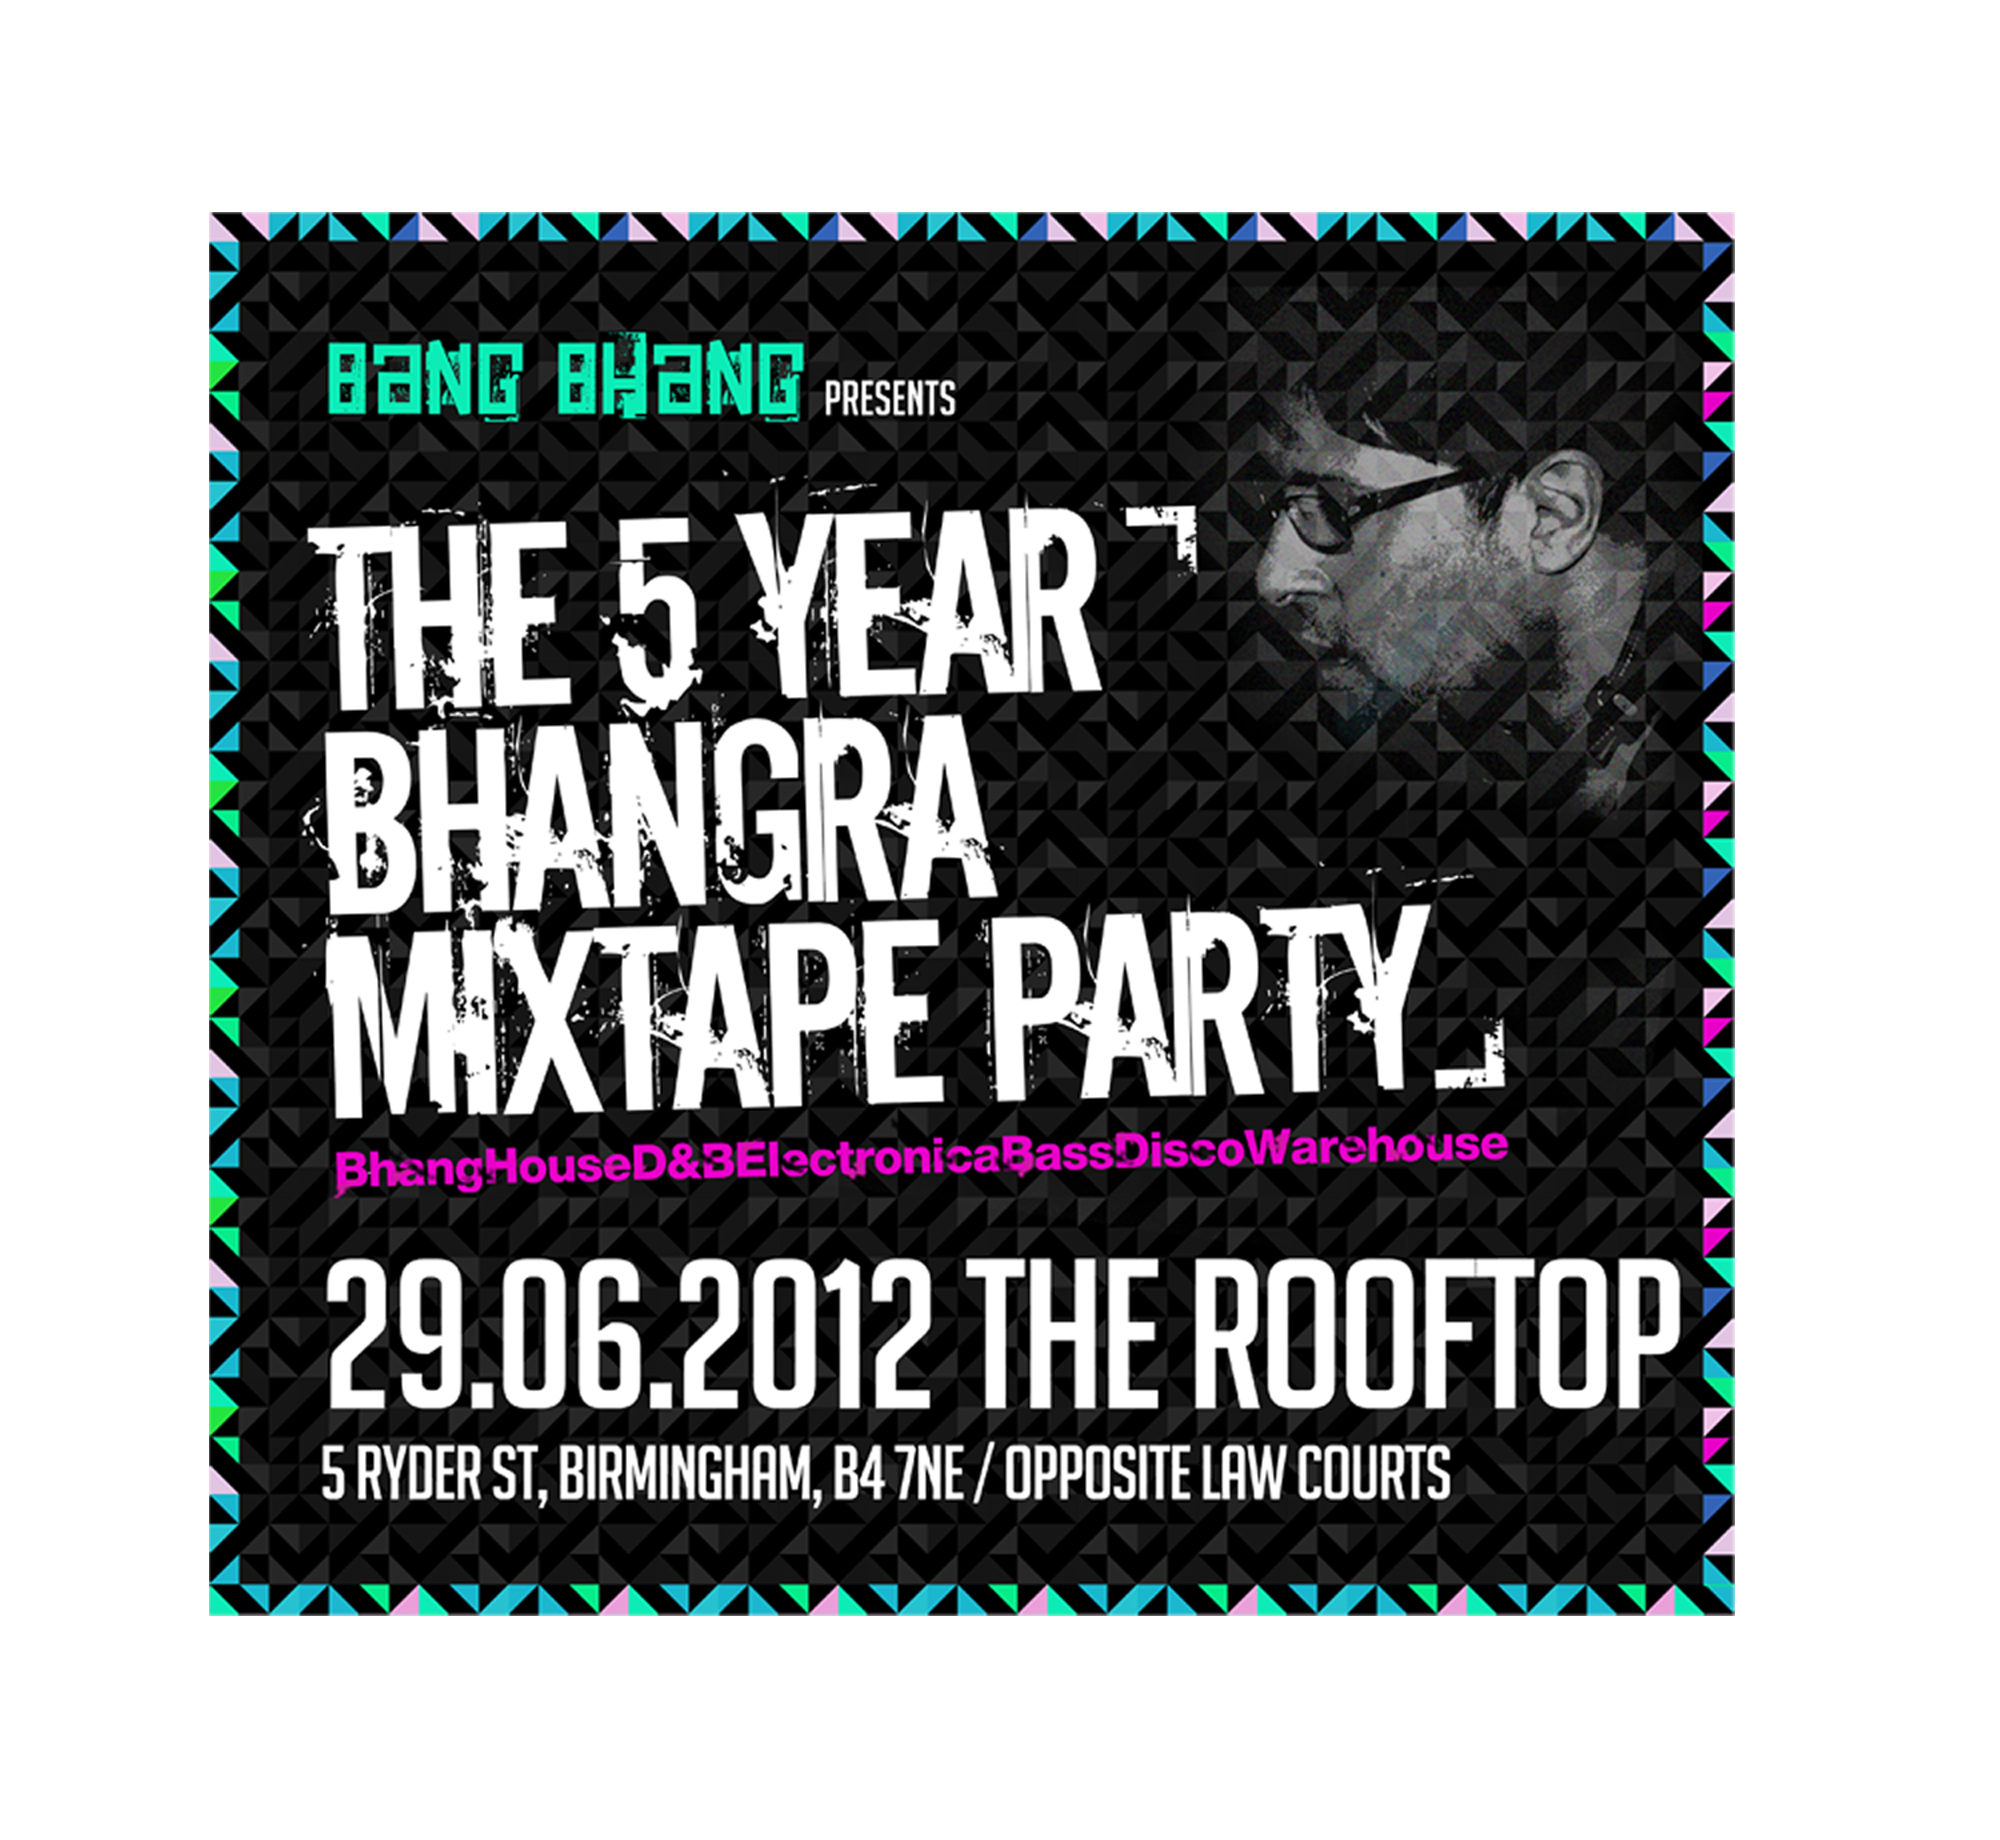 BaNG BHaNG PRESENTS
THE 5 YEAR
BHANGRA
MIXTAPE PARTY
BhangHouseD&BElectronicaBassDiscoWarehouse
29.06.2012 THE ROOFTOP
5 RYDER ST, BIRMINGHAM, B4 7NE / OPPOSITE LAW COURTS